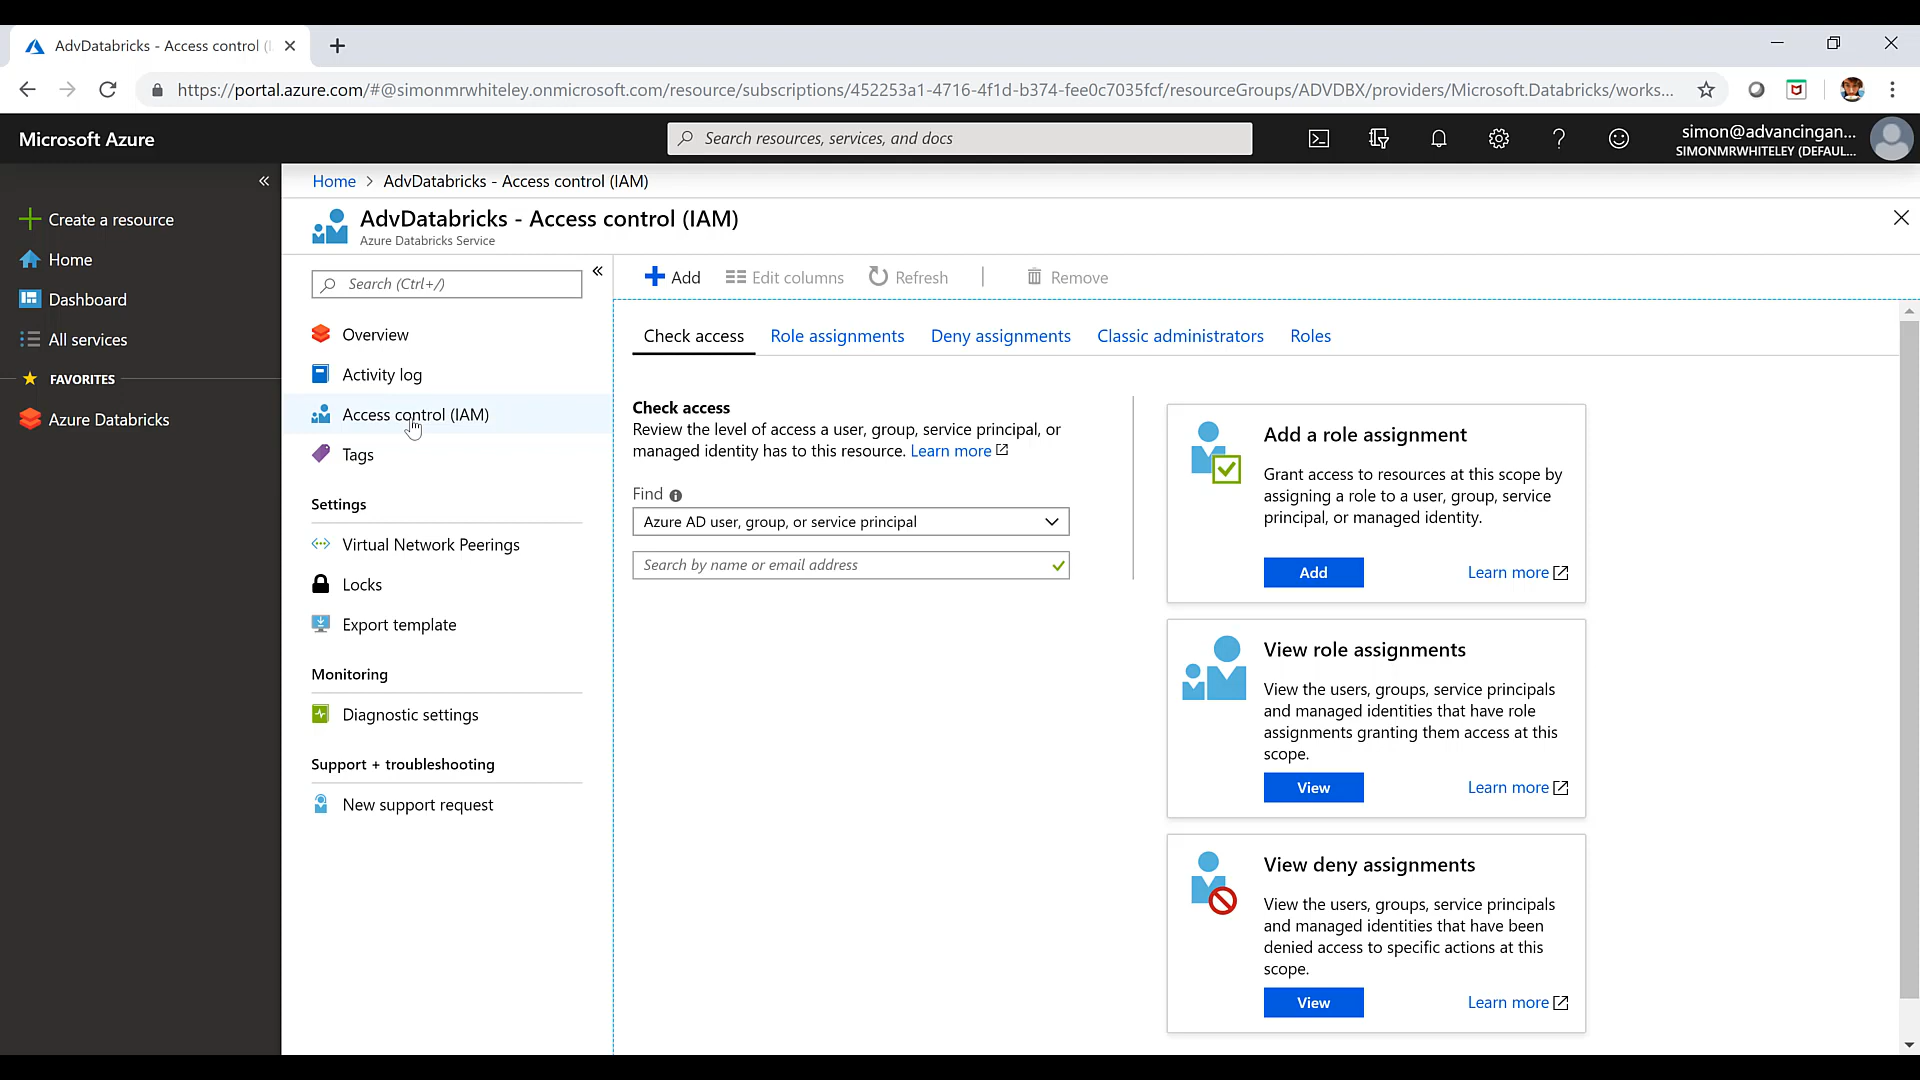 AdvDatabricks - Access control (I
https://portal.azure.com/#@simonmrwhiteley.onmicrosoft.com/resource/subscriptions/452253a1-4716-4f1d-b374-fee0c7035fcf/resourceGroups/ADVDBX/providers/Microsoft.Databricks/works...
Microsoft Azure
Search resources, services, and docs
simon@advancingan...
SIMONMRWHITELEY (DEFAUL...
Create a resource
Home
Dashboard
All services
FAVORITES
Azure Databricks
Home > AdvDatabricks - Access control (IAM)
AdvDatabricks - Access control (IAM)
Azure Databricks Service
Search (Ctrl+/)
Overview
Activity log
Access control (IAM)
Tags
Settings
Virtual Network Peerings
Locks
Export template
Monitoring
Diagnostic settings
Support + troubleshooting
New support request
Add Edit columns Refresh | Remove
Check access Role assignments Deny assignments Classic administrators Roles
Check access
Review the level of access a user, group, service principal, or
managed identity has to this resource. Learn more
Find
Azure AD user, group, or service principal
Search by name or email address
Add a role assignment
Grant access to resources at this scope by
assigning a role to a user, group, service
principal, or managed identity.
Add Learn more
View role assignments
View the users, groups, service principals
and managed identities that have role
assignments granting them access at this
scope.
View Learn more
View deny assignments
View the users, groups, service principals
and managed identities that have been
denied access to specific actions at this
scope.
View Learn more